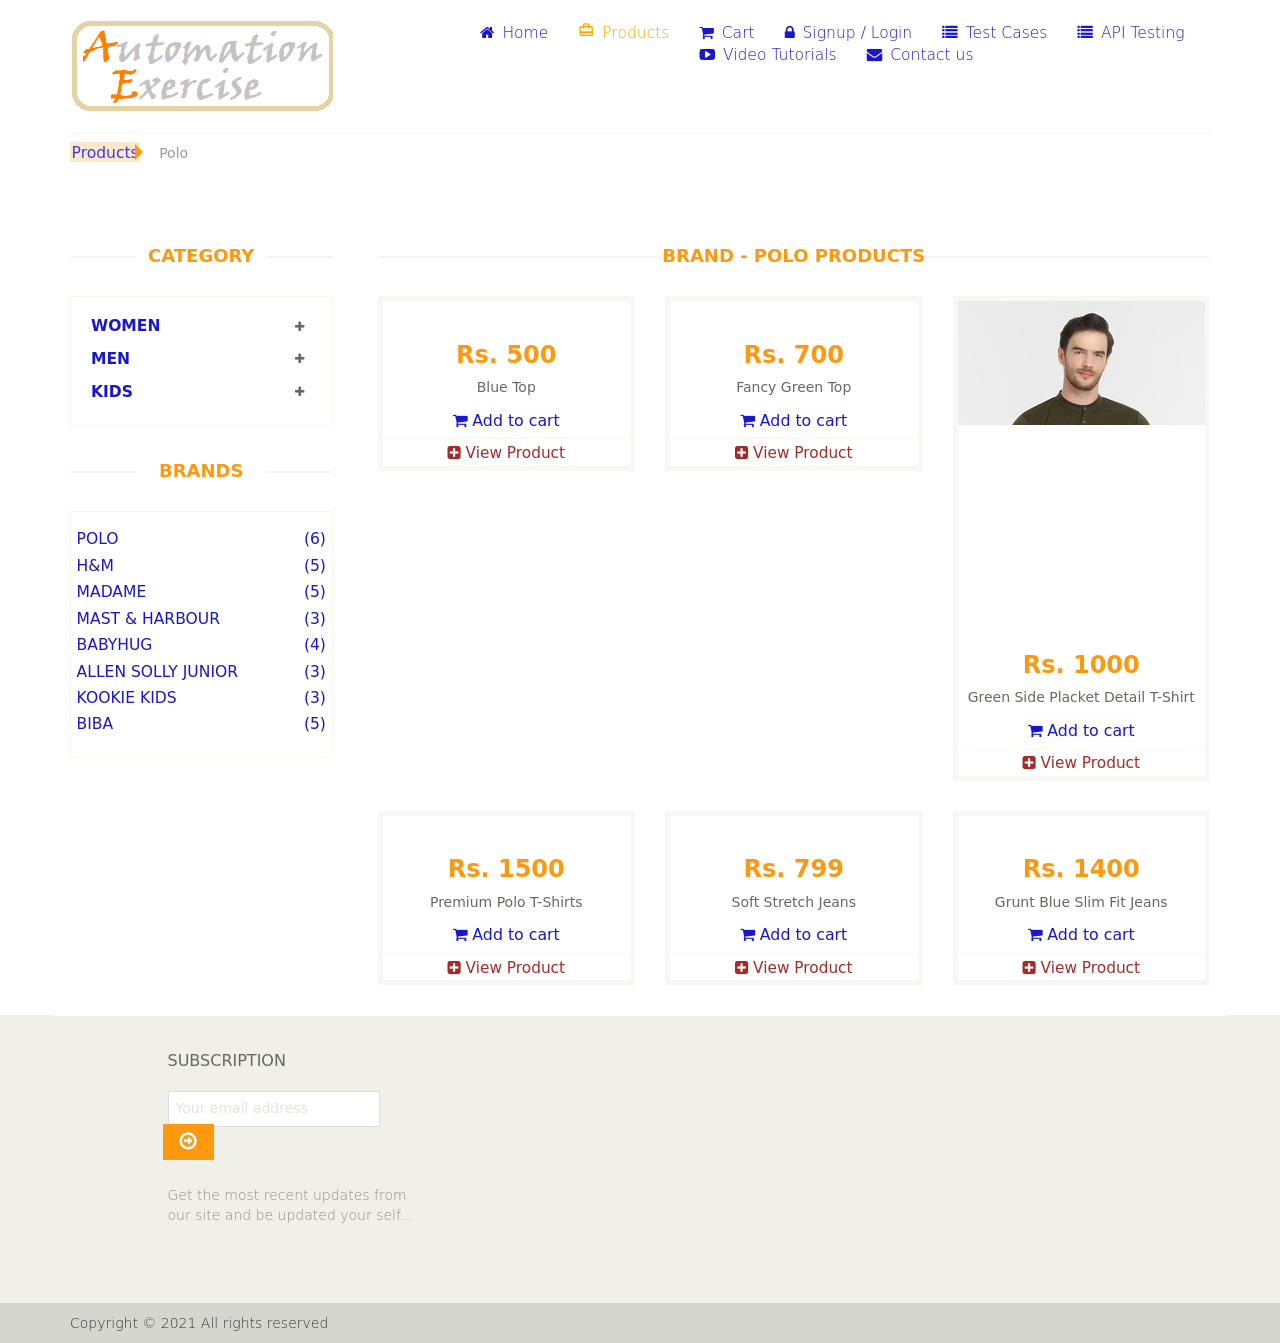 Automation
Exercise
Home
Products
Cart
Signup / Login
Test Cases
API Testing
Video Tutorials
Contact us
Products
Polo
CATEGORY
WOMEN
MEN
KIDS
BRANDS
POLO (6)
H&M (5)
MADAME (5)
MAST & HARBOUR (3)
BABYHUG (4)
ALLEN SOLLY JUNIOR (3)
KOOKIE KIDS (3)
BIBA (5)
BRAND - POLO PRODUCTS
Rs. 500
Blue Top
Add to cart
View Product
Rs. 700
Fancy Green Top
Add to cart
View Product
Rs. 1000
Green Side Placket Detail T-Shirt
Add to cart
View Product
Rs. 1500
Premium Polo T-Shirts
Add to cart
View Product
Rs. 799
Soft Stretch Jeans
Add to cart
View Product
Rs. 1400
Grunt Blue Slim Fit Jeans
Add to cart
View Product
SUBSCRIPTION
Your email address
Get the most recent updates from
our site and be updated your self...
Copyright © 2021 All rights reserved